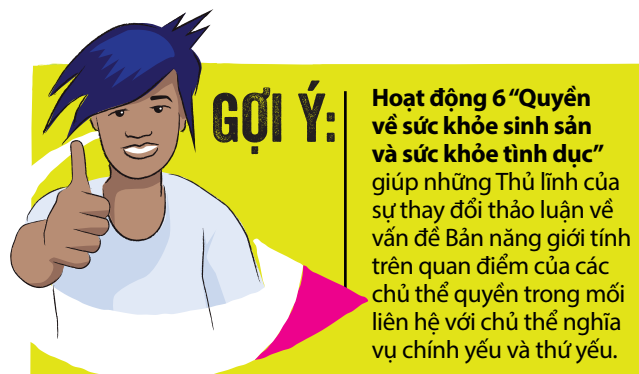 GỢI Ý:
Hoạt động 6 “Quyền
về sức khỏe sinh sản
và sức khỏe tình dục”
giúp những Thủ lĩnh của
sự thay đổi thảo luận về
vấn đề Bản năng giới tính
trên quan điểm của các
chủ thể quyền trong mối
liên hệ với chủ thể nghĩa
vụ chính yếu và thứ yếu.